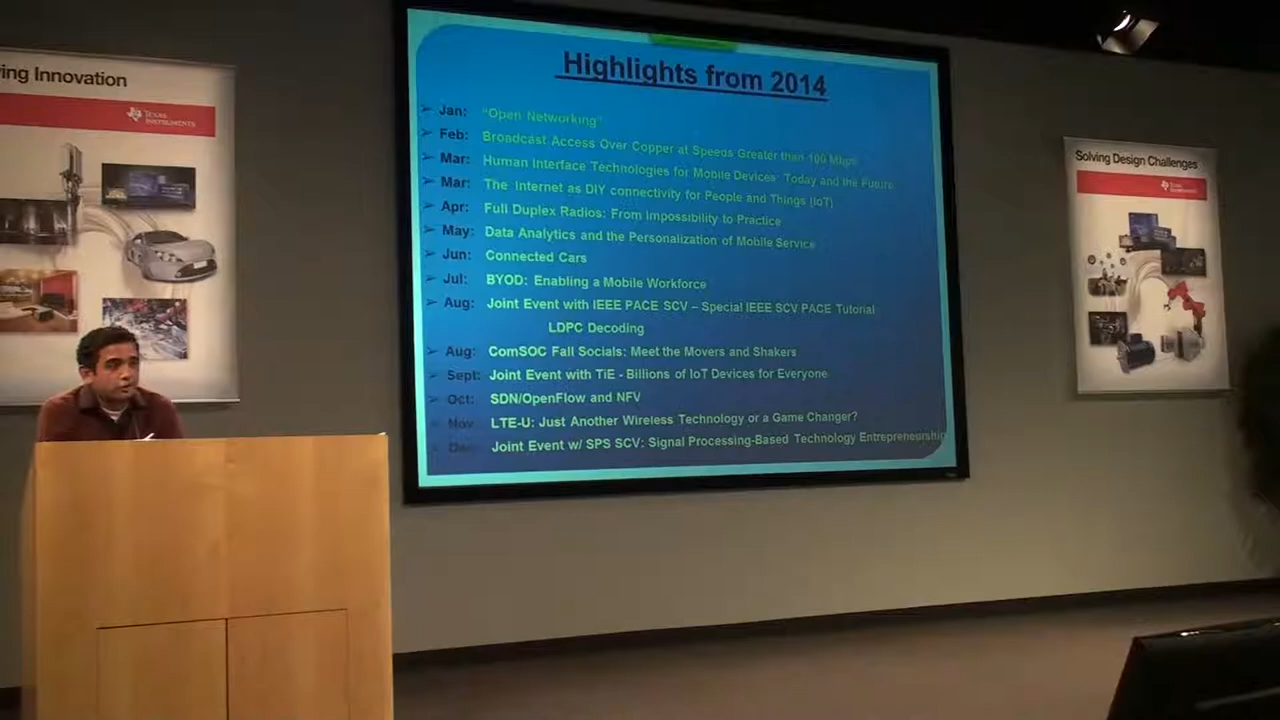 ing Innovation
TEXAS INSTRUMENTS
Highlights from 2014
➢ Jan: "Open Networking"
➢ Feb: Broadcast Access Over Copper at Speeds Greater than 100 Mbps
➢ Mar: Human Interface Technologies for Mobile Devices Today and the Future
➢ Mar: The Internet as DIY connectivity for People and Things (IoT)
➢ Apr: Full Duplex Radios: From Impossibility to Practice
➢ May: Data Analytics and the Personalization of Mobile Service
➢ Jun: Connected Cars
➢ Jul: BYOD: Enabling a Mobile Workforce
➢ Aug: Joint Event with IEEE PACE SCV – Special IEEE SCV PACE Tutorial
LDPC Decoding
➢ Aug: ComSOC Fall Socials: Meet the Movers and Shakers
➢ Sept: Joint Event with TiE - Billions of IoT Devices for Everyone
➢ Oct: SDN/OpenFlow and NFV
➢ Nov: LTE-U: Just Another Wireless Technology or a Game Changer?
➢ Dec: Joint Event w/ SPS SCV: Signal Processing-Based Technology Entrepreneurship
Solving Design Challenges
TEXAS INSTRUMENTS